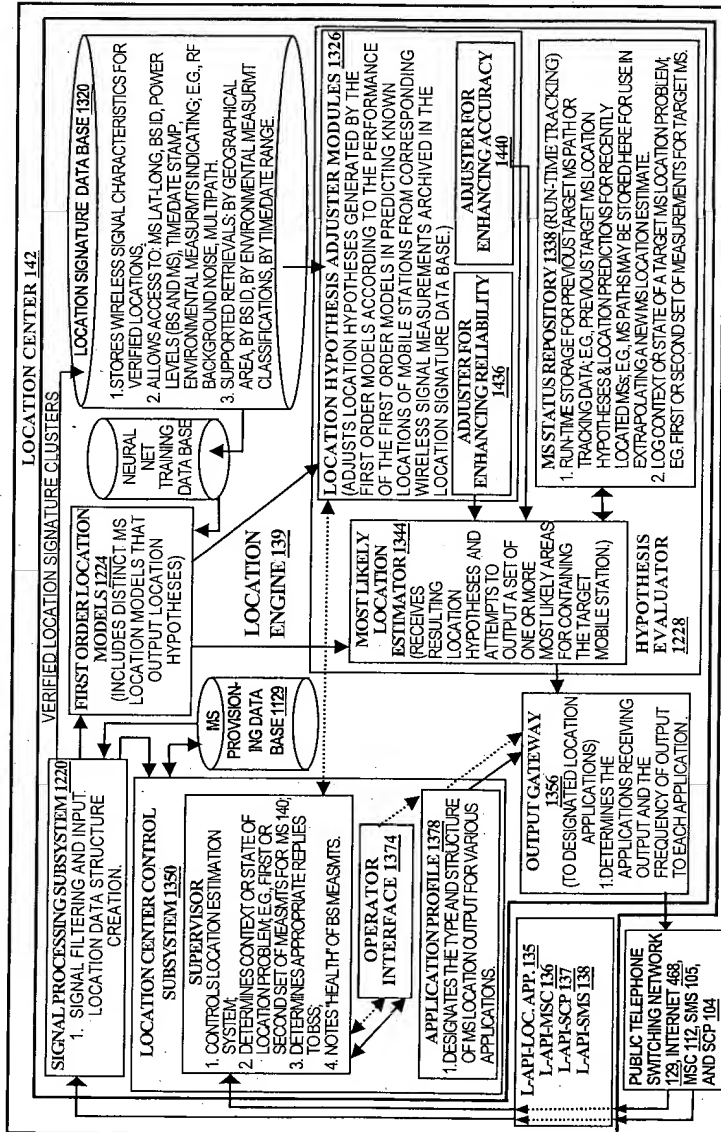 LOCATION CENTER 142
VERIFIED LOCATION SIGNATURE CLUSTERS
SIGNAL PROCESSING SUBSYSTEM 1220
1. SIGNAL FILTERING AND INPUT
LOCATION DATA STRUCTURE
CREATION.
FIRST ORDER LOCATION
MODELS 1224
(INCLUDES DISTINCT MS
LOCATION MODELS THAT
OUTPUT LOCATION
HYPOTHESES)
NEURAL
NET
TRAINING
DATA BASE
LOCATION SIGNATURE DATA BASE 1320
1.STORES WIRELESS SIGNAL CHARACTERISTICS FOR
VERIFIED LOCATIONS,
2. ALLOWS ACCESS TO: MS LAT-LONG, BS ID, POWER
LEVELS (BS AND MS), TIME/DATE STAMP,
ENVIRONMENTAL MEASURMTS INDICATING; E.G., RF
BACKGROUND NOISE, MULTIPATH.
3. SUPPORTED RETRIEVALS: BY GEOGRAPHICAL
AREA, BY BS ID, BY ENVIRONMENTAL MEASURMT
CLASSIFICATIONS, BY TIME/DATE RANGE.
LOCATION CENTER CONTROL
SUBSYSTEM 1350
SUPERVISOR
1. CONTROLS LOCATION ESTIMATION
SYSTEM;
2. DETERMINES CONTEXT OR STATE OF
LOCATION PROBLEM; E.G., FIRST OR
SECOND SET OF MEASMTS FOR MS 140;
3. DETERMINES APPROPRIATE REPLIES
TO BSS;
4. NOTES "HEALTH" OF BS MEASMTS.
MS
PROVISION-
ING DATA
BASE 1129
LOCATION
ENGINE 139
LOCATION HYPOTHESIS ADJUSTER MODULES 1326
(ADJUSTS LOCATION HYPOTHESES GENERATED BY THE
FIRST ORDER MODELS ACCORDING TO THE PERFORMANCE
OF THE FIRST ORDER MODELS IN PREDICTING KNOWN
LOCATIONS OF MOBILE STATIONS FROM CORRESPONDING
WIRELESS SIGNAL MEASUREMENTS ARCHIVED IN THE
LOCATION SIGNATURE DATA BASE.)
ADJUSTER FOR
ENHANCING RELIABILITY
1436
ADJUSTER FOR
ENHANCING ACCURACY
1440
OPERATOR
INTERFACE 1374
APPLICATION PROFILE 1378
1.DESIGNATES THE TYPE AND STRUCTURE
OF MS LOCATION OUTPUT FOR VARIOUS
APPLICATIONS.
MOST LIKELY
LOCATION
ESTIMATOR 1344
(RECEIVES
RESULTING
LOCATION
HYPOTHESES AND
ATTEMPTS TO
OUTPUT A SET OF
ONE OR MORE
MOST LIKELY AREAS
FOR CONTAINING
THE TARGET
MOBILE STATION.)
HYPOTHESIS
EVALUATOR
1228
MS STATUS REPOSITORY 1338 (RUN-TIME TRACKING)
1. RUN-TIME STORAGE FOR PREVIOUS TARGET MS PATH OR
TRACKING DATA; E.G., PREVIOUS TARGET MS LOCATION
HYPOTHESES & LOCATION PREDICTIONS FOR RECENTLY
LOCATED MSs; E.G., MS PATHS MAY BE STORED HERE FOR USE IN
EXTRAPOLATING A NEW MS LOCATION ESTIMATE.
2. LOG CONTEXT OR STATE OF A TARGET MS LOCATION PROBLEM;
EG. FIRST OR SECOND SET OF MEASUREMENTS FOR TARGET MS.
L-API-LOC. APP. 135
L-API-MSC 136
L-API-SCP 137
L-API-SMS 138
OUTPUT GATEWAY
1356
(TO DESIGNATED LOCATION
APPLICATIONS)
1.DETERMINES THE
APPLICATIONS RECEIVING
OUTPUT AND THE
FREQUENCY OF OUTPUT
TO EACH APPLICATION.
PUBLIC TELEPHONE
SWITCHING NETWORK
129, INTERNET 468,
MSC 112, SMS 105,
AND SCP 104